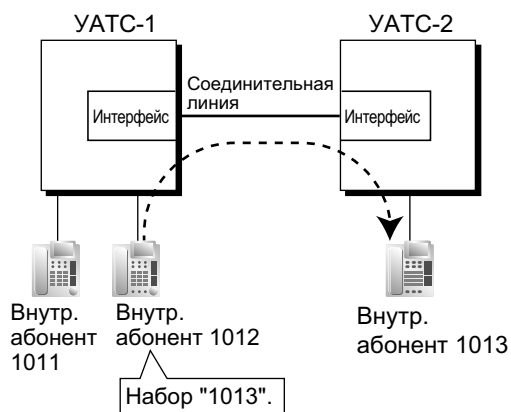 УАТС-1
УАТС-2
Соединительная
линия
Интерфейс
Интерфейс
Внутр.
абонент
1011
Внутр.
абонент 1012
Внутр.
абонент 1013
Набор "1013".